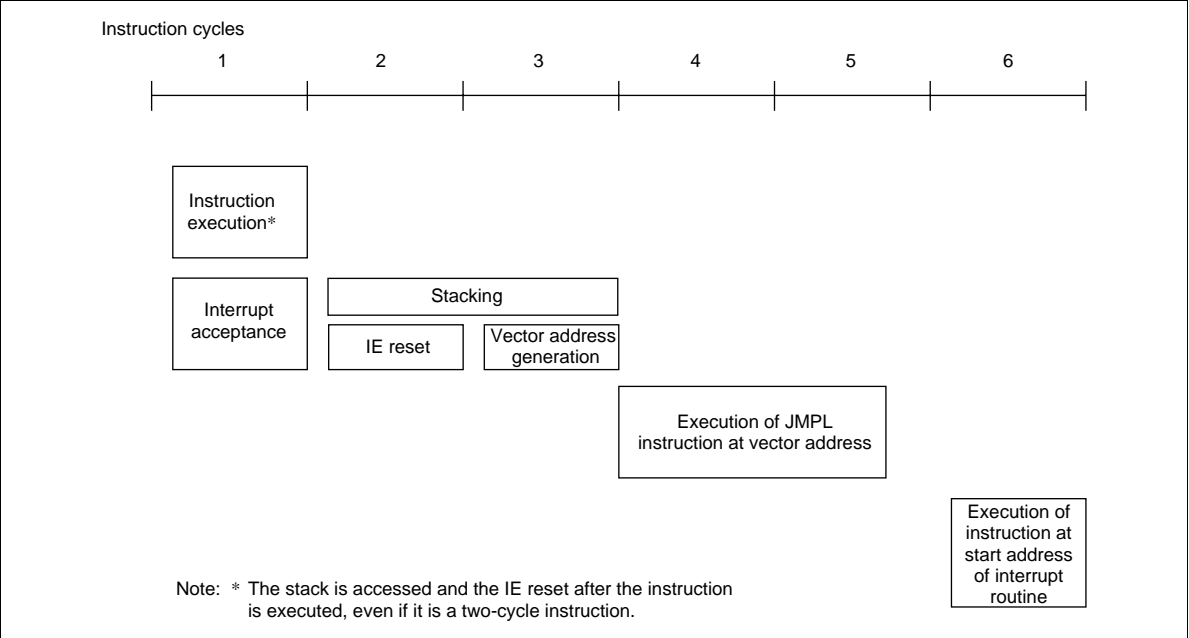 Instruction cycles
1 2 3 4 5 6
Instruction
execution*
Interrupt
acceptance
Stacking
IE reset
Vector address
generation
Execution of JMPL
instruction at vector address
Execution of
instruction at
start address
of interrupt
routine
Note: * The stack is accessed and the IE reset after the instruction
is executed, even if it is a two-cycle instruction.